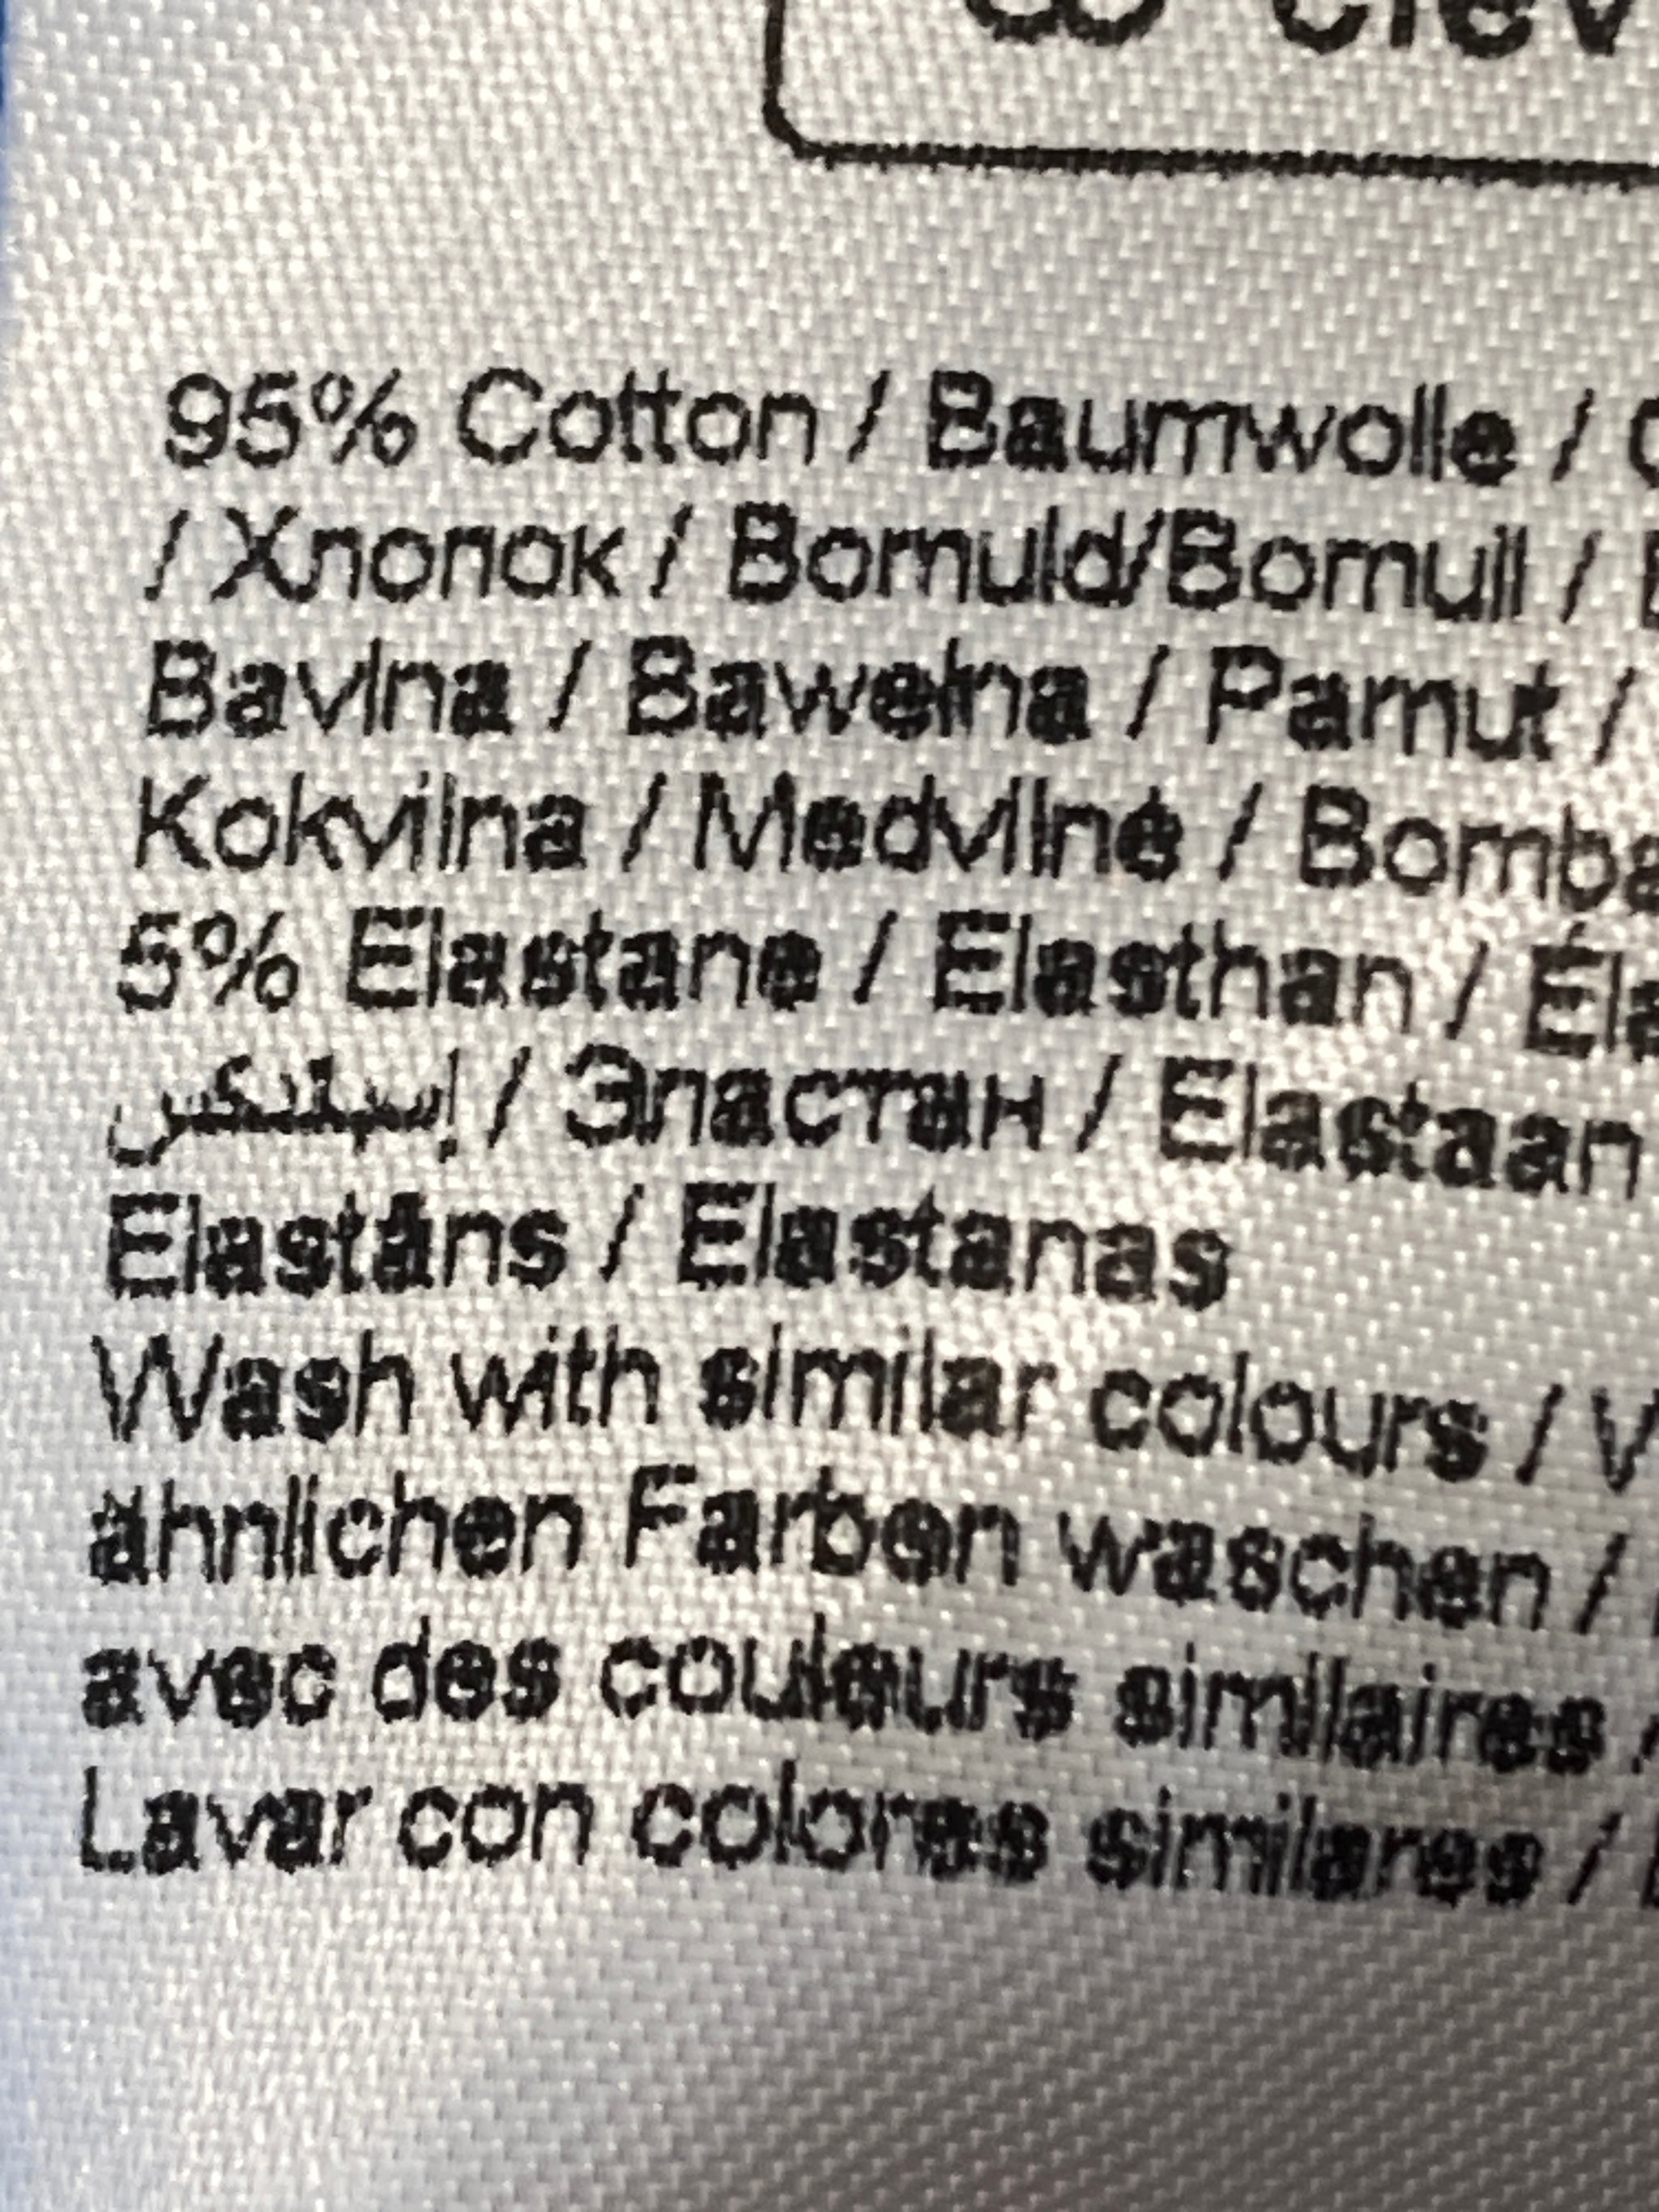 95% Cotton / Baumwolle /
/ Хлопок / Bomuld/Bomull /
Bavlna / Bawełna / Pamut /
Kokvilna / Medvilnė /
5% Elastane / Elasthan /
/ Эластан / Elastaan
Elastāns / Elastanas
Wash with similar colours /
ähnlichen Farben waschen /
avec des couleurs similaires /
Lavar con colores similares /